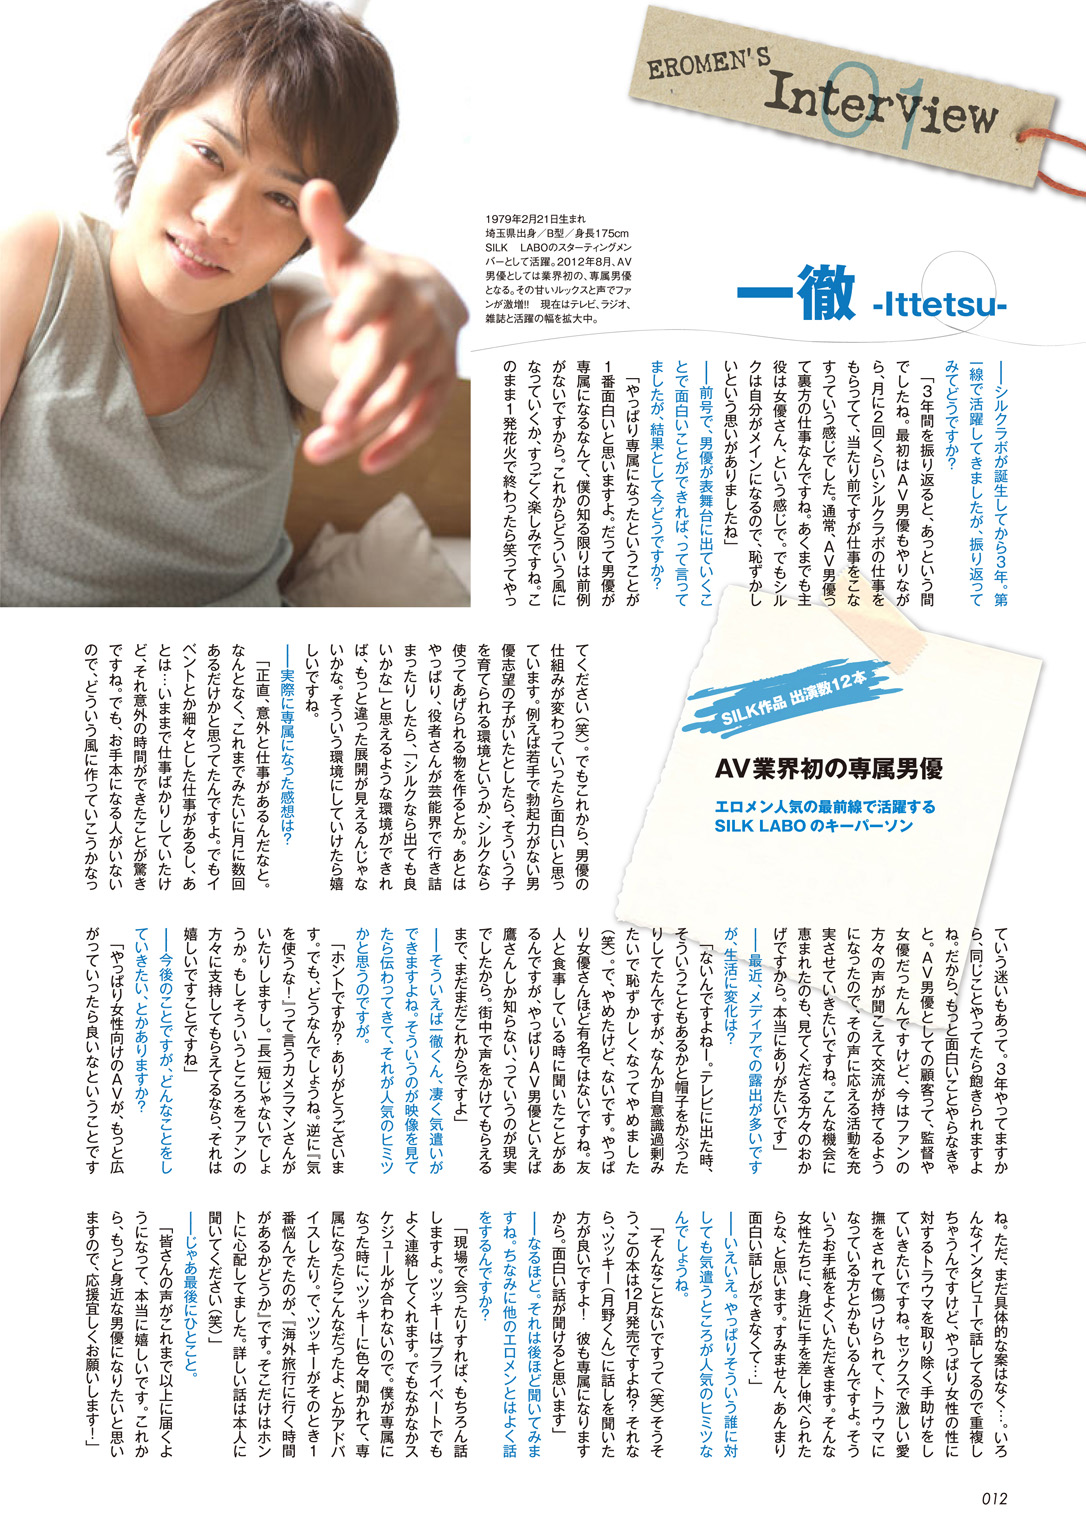 EROMEN'S
01
Interview
1979年2月21日生まれ
埼玉県出身／B型／身長175cm
SILK LABOのスターティングメン
バーとして活躍。2012年8月、AV
男優としては業界初の、専属男優
となる。その甘いルックスと声でファ
ンが激増!! 現在はテレビ、ラジオ、
雑誌と活躍の幅を拡大中。
一徹 -Ittetsu-
――シルクラボが誕生してから3年。第
一線で活躍してきましたが、振り返って
みてどうですか？
「3年間を振り返ると、あっという間
でしたね。最初はAV男優もやりなが
ら、月に2回くらいシルクラボの仕事を
もらってて、当たり前ですが仕事をこな
すっていう感じでした。通常、AV男優っ
て裏方の仕事なんですね。あくまでも主
役は女優さん、という感じで。でもシル
クは自分がメインになるので、恥ずかし
いという思いがありましたね」
――前号で、男優が表舞台に出ていくこ
とで面白いことができれば、って言って
ましたが、結果として今どうですか？
「やっぱり専属になったということが
1番面白いと思いますよ。だって男優が
専属になるなんて、僕の知る限りは前例
がないですから。これからどういう風に
なっていくか、すっごく楽しみですね。こ
のまま1発花火で終わったら笑ってやっ
てください（笑）。でもこれから、男優の
仕組みが変わっていったら面白いと思っ
ています。例えば若手で勃起力がない男
優志望の子がいたとしたら、そういう子
を育てられる環境というか、シルクなら
使ってあげられる物を作るとか。あとは
やっぱり、役者さんが芸能界で行き詰
まったりしたら、「シルクなら出ても良
いかな」と思えるような環境ができれ
ば、もっと違った展開が見えるんじゃな
いかな。そういう環境にしていけたら嬉
しいですね。
――実際に専属になった感想は？
「正直、意外と仕事があるんだなと。
なんとなく、これまでみたいに月に数回
あるだけかと思ってたんですよ。でもイ
ベントとか細々とした仕事があるし、あ
とは…いままで仕事ばかりしていたけ
ど、それ意外の時間ができたことが驚き
ですね。でも、お手本になる人がいない
ので、どういう風に作っていこうかなっ
SILK作品 出演数12本
AV業界初の専属男優
エロメン人気の最前線で活躍する
SILK LABOのキーパーソン
ていう迷いもあって。3年やってますか
ら、同じことやってたら飽きられますよ
ね。だから、もっと面白いことやらなきゃ
と。AV男優としての顧客って、監督や
女優だったんですけど、今はファンの
方々の声が聞こえて交流が持てるよう
になったので、その声に応える活動を充
実させていきたいですね。こんな機会に
恵まれたのも、見てくださる方々のおか
げですから。本当にありがたいです」
――最近、メディアでの露出が多いです
が、生活に変化は？
「ないんですよねー。テレビに出た時、
そういうこともあるかと帽子をかぶった
りしてたんですが、なんか自意識過剰み
たいで恥ずかしくなってやめました
（笑）。で、やめたけど、ないです。やっぱ
り女優さんほど有名ではないですね。友
人と食事している時に聞いたことがあ
るんですが、やっぱりAV男優といえば
鷹さんしか知らない、っていうのが現実
でしたから。街中で声をかけてもらえる
まで、まだまだこれからですよ」
――そういえば一徹くん、凄く気遣いが
できますよね。そういうのが映像を見て
たら伝わってきて、それが人気のヒミツ
かと思うのですが。
「ホントですか？ありがとうございま
す。でも、どうなんでしょうね。逆に『気
を使うな！』って言うカメラマンさんが
いたりしますし。一長一短じゃないでしょ
うか。もしそういうところをファンの
方々に支持してもらえてるなら、それは
嬉しいですことですね」
――今後のことですが、どんなことをし
ていきたい、とかありますか？
「やっぱり女性向けのAVが、もっと広
がっていったら良いなということです
ね。ただ、まだ具体的な案はなく…。いろ
んなインタビューで話してるので重複し
ちゃうんですけど、やっぱり女性の性に
対するトラウマを取り除く手助けをし
ていきたいですね。セックスで激しい愛
撫をされて傷つけられて、トラウマに
なっている方とかもいるんですよ。そう
いうお手紙をよくいただきます。そんな
女性たちに、身近に手を差し伸べられた
らな、と思います。すみません、あんまり
面白い話しができなくて…」
――いえいえ。やっぱりそういう誰に対
しても気遣うところが人気のヒミツな
んでしょうね。
「そんなことないですって（笑）そうそ
う、この本は12月発売ですよね？それな
ら、ツッキー（月野くん）に話しを聞いた
方が良いですよ！ 彼も専属になります
から。面白い話が聞けると思います」
――なるほど。それは後ほど聞いてみま
すね。ちなみに他のエロメンとはよく話
をするんですか？
「現場で会ったりすれば、もちろん話
しますよ。ツッキーはプライベートでも
よく連絡してくれます。でもなかなかス
ケジュールが合わないので。僕が専属に
なった時に、ツッキーに色々聞かれて、専
属になったらこんなだったよ、とかアドバ
イスしたり。で、ツッキーがそのとき1
番悩んでたのが、『海外旅行に行く時間
があるかどうか』です。そこだけはホン
トに心配してました。詳しい話は本人に
聞いてください（笑）」
――じゃあ最後にひとこと。
「皆さんの声がこれまで以上に届くよ
うになって、本当に嬉しいです。これか
ら、もっと身近な男優になりたいと思い
ますので、応援宜しくお願いします！」
012